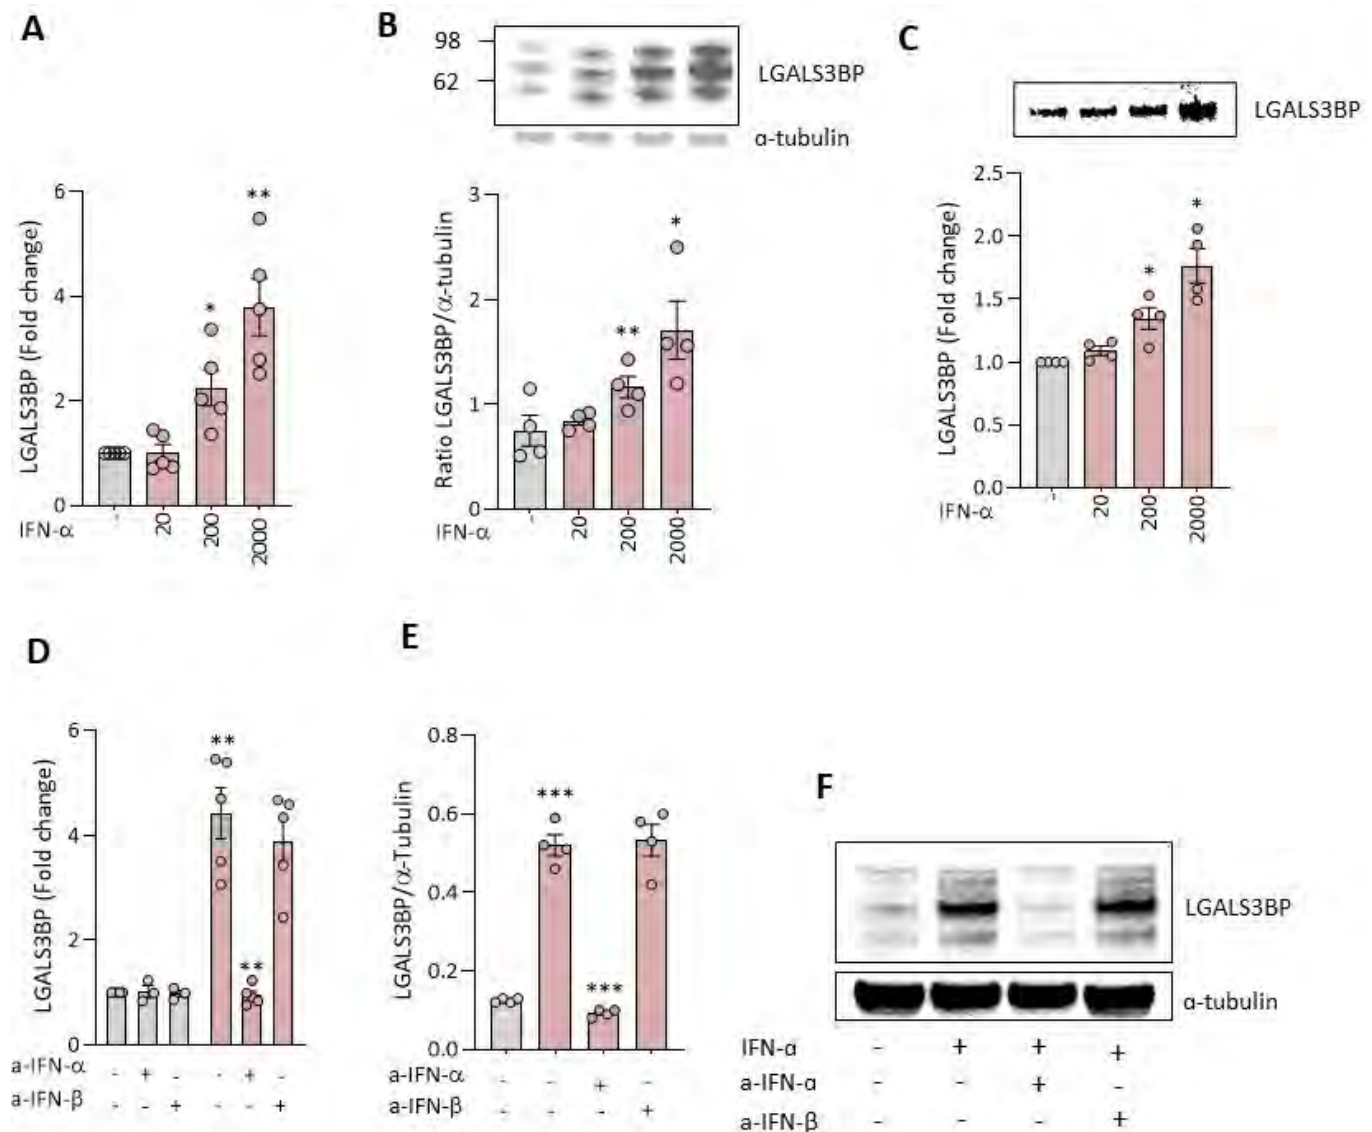 A
LGALS3BP (Fold change)
6
4
2
0
*
**
IFN-α
-
20
200
2000
B
98
62
LGALS3BP
α-tubulin
Ratio LGALS3BP/α-tubulin
3
2
1
0
**
*
IFN-α
-
20
200
2000
C
LGALS3BP
LGALS3BP (Fold change)
2.5
2.0
1.5
1.0
0.5
0.0
*
*
IFN-α
-
20
200
2000
D
LGALS3BP (Fold change)
6
4
2
0
**
**
a-IFN-α - + - - + -
a-IFN-β - - + - - +
E
LGALS3BP/α-Tubulin
0.8
0.6
0.4
0.2
0.0
***
***
a-IFN-α - - + -
a-IFN-β - - - +
F
LGALS3BP
α-tubulin
IFN-α - + + +
a-IFN-α - - + -
a-IFN-β - - - +